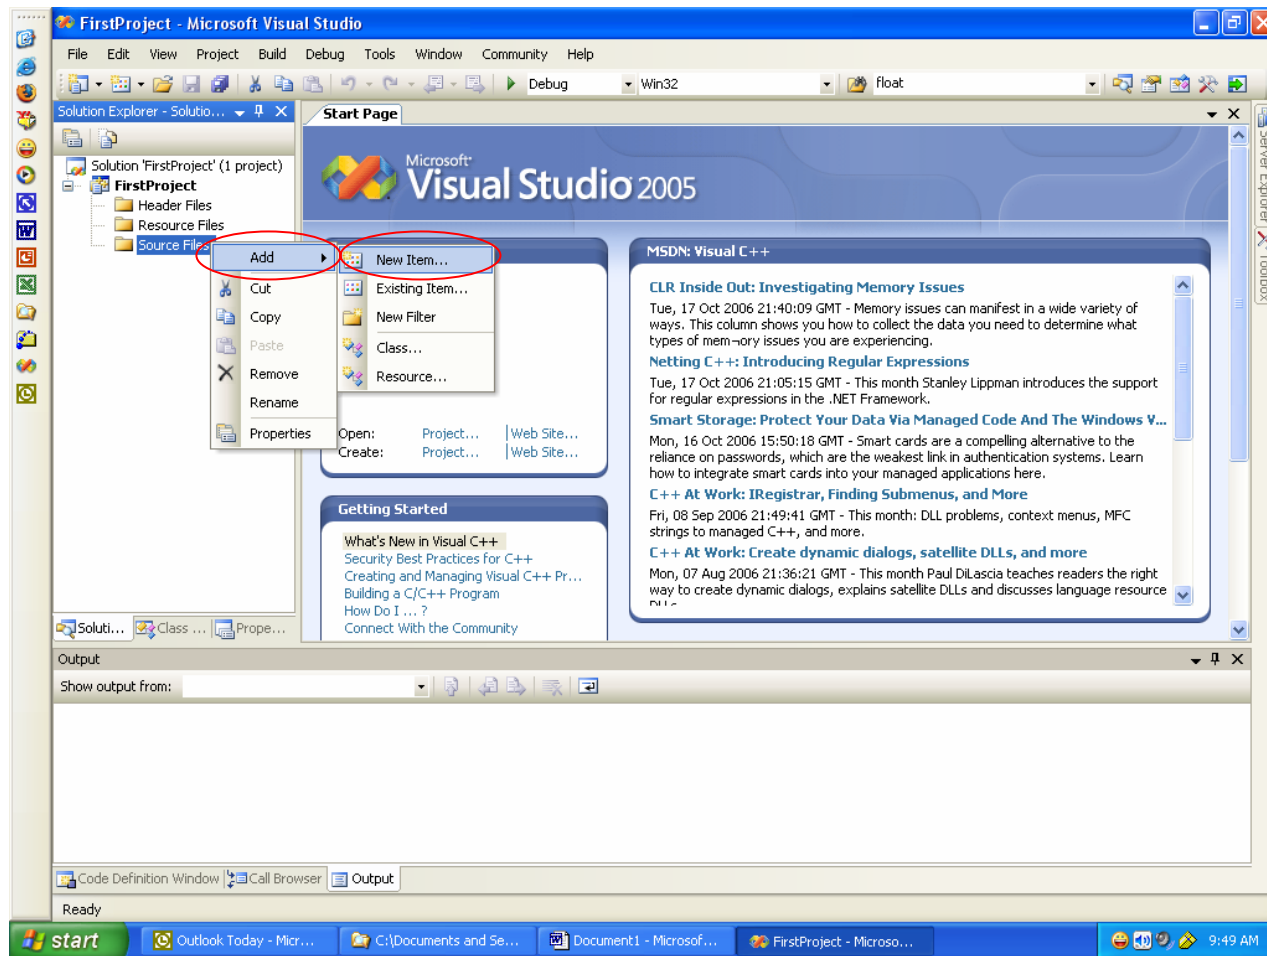 FirstProject - Microsoft Visual Studio
File Edit View Project Build Debug Tools Window Community Help
Debug Win32 float
Solution Explorer - Solutio...
Start Page
Solution 'FirstProject' (1 project)
FirstProject
Header Files
Resource Files
Source Files
Add
Cut
Copy
Paste
Remove
Rename
Properties
New Item...
Existing Item...
New Filter
Class...
Resource...
Microsoft
Visual Studio 2005
Open: Project... Web Site...
Create: Project... Web Site...
Getting Started
What's New in Visual C++
Security Best Practices for C++
Creating and Managing Visual C++ Pr...
Building a C/C++ Program
How Do I ... ?
Connect With the Community
MSDN: Visual C++
CLR Inside Out: Investigating Memory Issues
Tue, 17 Oct 2006 21:40:09 GMT - Memory issues can manifest in a wide variety of
ways. This column shows you how to collect the data you need to determine what
types of mem¬ory issues you are experiencing.
Netting C++: Introducing Regular Expressions
Tue, 17 Oct 2006 21:05:15 GMT - This month Stanley Lippman introduces the support
for regular expressions in the .NET Framework.
Smart Storage: Protect Your Data Via Managed Code And The Windows V...
Mon, 16 Oct 2006 15:50:18 GMT - Smart cards are a compelling alternative to the
reliance on passwords, which are the weakest link in authentication systems. Learn
how to integrate smart cards into your managed applications here.
C++ At Work: IRegistrar, Finding Submenus, and More
Fri, 08 Sep 2006 21:49:41 GMT - This month: DLL problems, context menus, MFC
strings to managed C++, and more.
C++ At Work: Create dynamic dialogs, satellite DLLs, and more
Mon, 07 Aug 2006 21:36:21 GMT - This month Paul DiLascia teaches readers the right
way to create dynamic dialogs, explains satellite DLLs and discusses language resource
Server Explorer
Toolbox
Soluti... Class ... Prope...
Output
Show output from:
Code Definition Window Call Browser Output
Ready
start Outlook Today - Micr... C:\Documents and Se... Document1 - Microsof... FirstProject - Microso... 9:49 AM